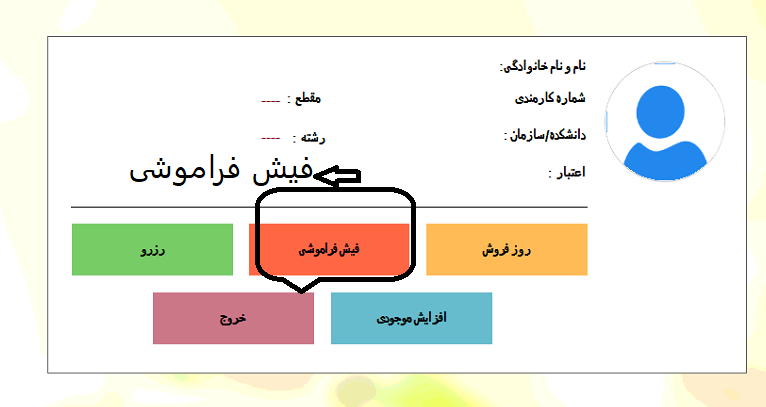 نام و نام خانوادگی:
شماره کارمندی
مقطع : ----
دانشکده/سازمان :
رشته : ----
اعتبار :
فیش فراموشی
روز فروش
فیش فراموشی
رزرو
افزایش موجودی
خروج